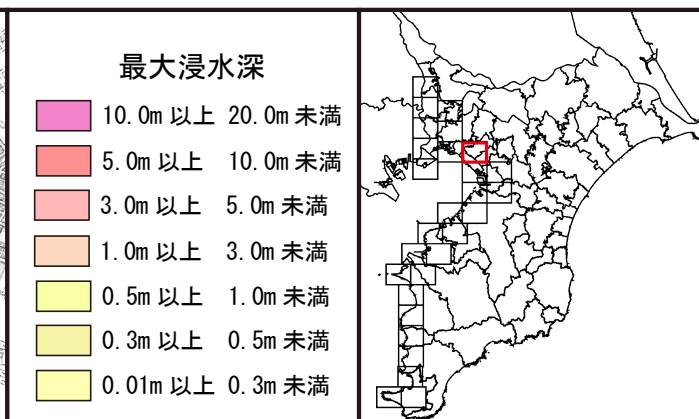 最大浸水深
10.0m 以上 20.0m 未満
5.0m 以上 10.0m 未満
3.0m 以上 5.0m 未満
1.0m 以上 3.0m 未満
0.5m 以上 1.0m 未満
0.3m 以上 0.5m 未満
0.01m 以上 0.3m 未満